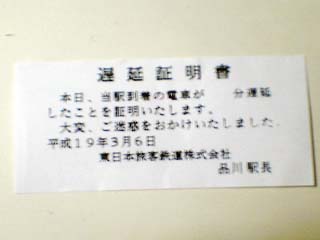 遅延証明書
本日、当駅到着の電車が　　分遅延
したことを証明いたします。
大変、ご迷惑をおかけいたしました.
平成19年3月6日
東日本旅客鉄道株式会社
品川駅長